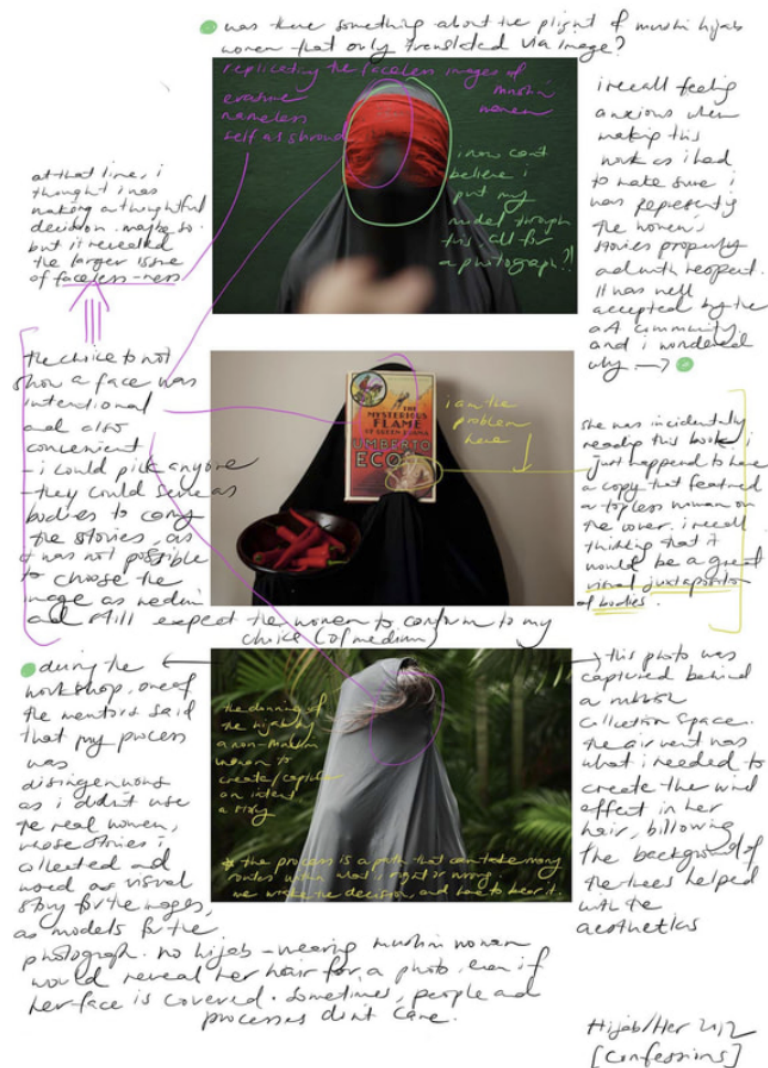 was there something about the plight of muslim hijab
women that only translated via image?
replicating the faceless images of
muslim
women
erasure
nameless
self as shroud
i now can't
believe i
put my
model through
this, all for
a photograph?!
i recall feeling
anxious when
making this
work as i had
to make sure i
was representing
the women's
stories properly
and with respect.
it was well
accepted by the
art community.
and i wondered
why →
at that time, i
thought i was
making a thoughtful
decision. maybe so.
but it revealed
the larger issue
of faceless-ness
the choice to not
show a face was
intentional
and also
convenient
- i could pick anyone
- they could serve as
bodies to carry
the stories, as
it was not possible
to choose the
image as medium
and still expect the women to conform to my
choice (of medium)
THE
MYSTERIOUS
FLAME
OF QUEEN LOANA
UMBERTO
ECO
i am the
problem
here
she was incidentally
reading this book. i
just happened to have
a copy that featured
a topless woman on
the cover. i recall
thinking that it
would be a great
visual juxtaposition
of bodies.
during the
workshop, one of
the mentors said
that my process
was
disingenuous
as i didn't use
the real women,
whose stories i
collected and
used as visual
story for the images,
as models for the
photograph. no hijab-wearing muslim woman
would reveal her hair for a photo, even if
her face is covered. sometimes, people and
processes don't care.
the donning of
the hijab by
a non-muslim
woman to
create/capture
an intent
a story
* the process is a path that can take many
routes within what is right or wrong.
we make the decision, and have to bear it.
this photo was
captured behind
a rubbish
collection space.
the air vent was
what i needed to
create the wind
effect in her
hair, billowing
the background of
the trees helped
with the
aesthetics
Hijab/Her 2012
[confessions]